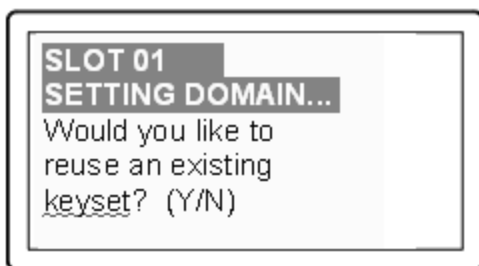 SLOT 01
SETTING DOMAIN...
Would you like to
reuse an existing
keyset? (Y/N)